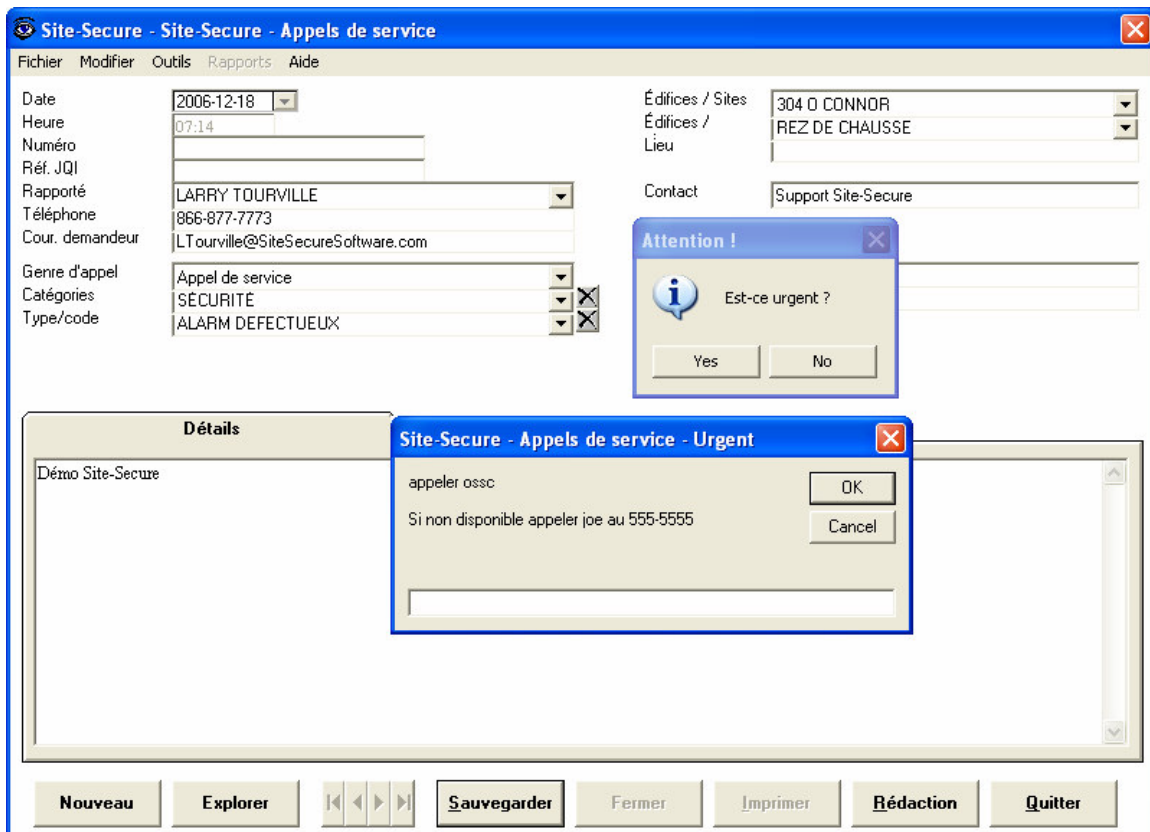 Site-Secure - Site-Secure - Appels de service
Fichier Modifier Outils Rapports Aide
Date 2006-12-18
Heure 07:14
Numéro
Réf. JQI
Rapporté LARRY TOURVILLE
Téléphone 866-877-7773
Cour. demandeur LTourville@SiteSecureSoftware.com
Genre d'appel Appel de service
Catégories SÉCURITÉ
Type/code ALARM DEFECTUEUX
Édifices / Sites 304 O CONNOR
Édifices / REZ DE CHAUSSE
Lieu
Contact Support Site-Secure
Attention !
Est-ce urgent ?
Yes No
Détails
Démo Site-Secure
Site-Secure - Appels de service - Urgent
appeler ossc
OK
Si non disponible appeler joe au 555-5555
Cancel
Nouveau Explorer Sauvegarder Fermer Imprimer Rédaction Quitter